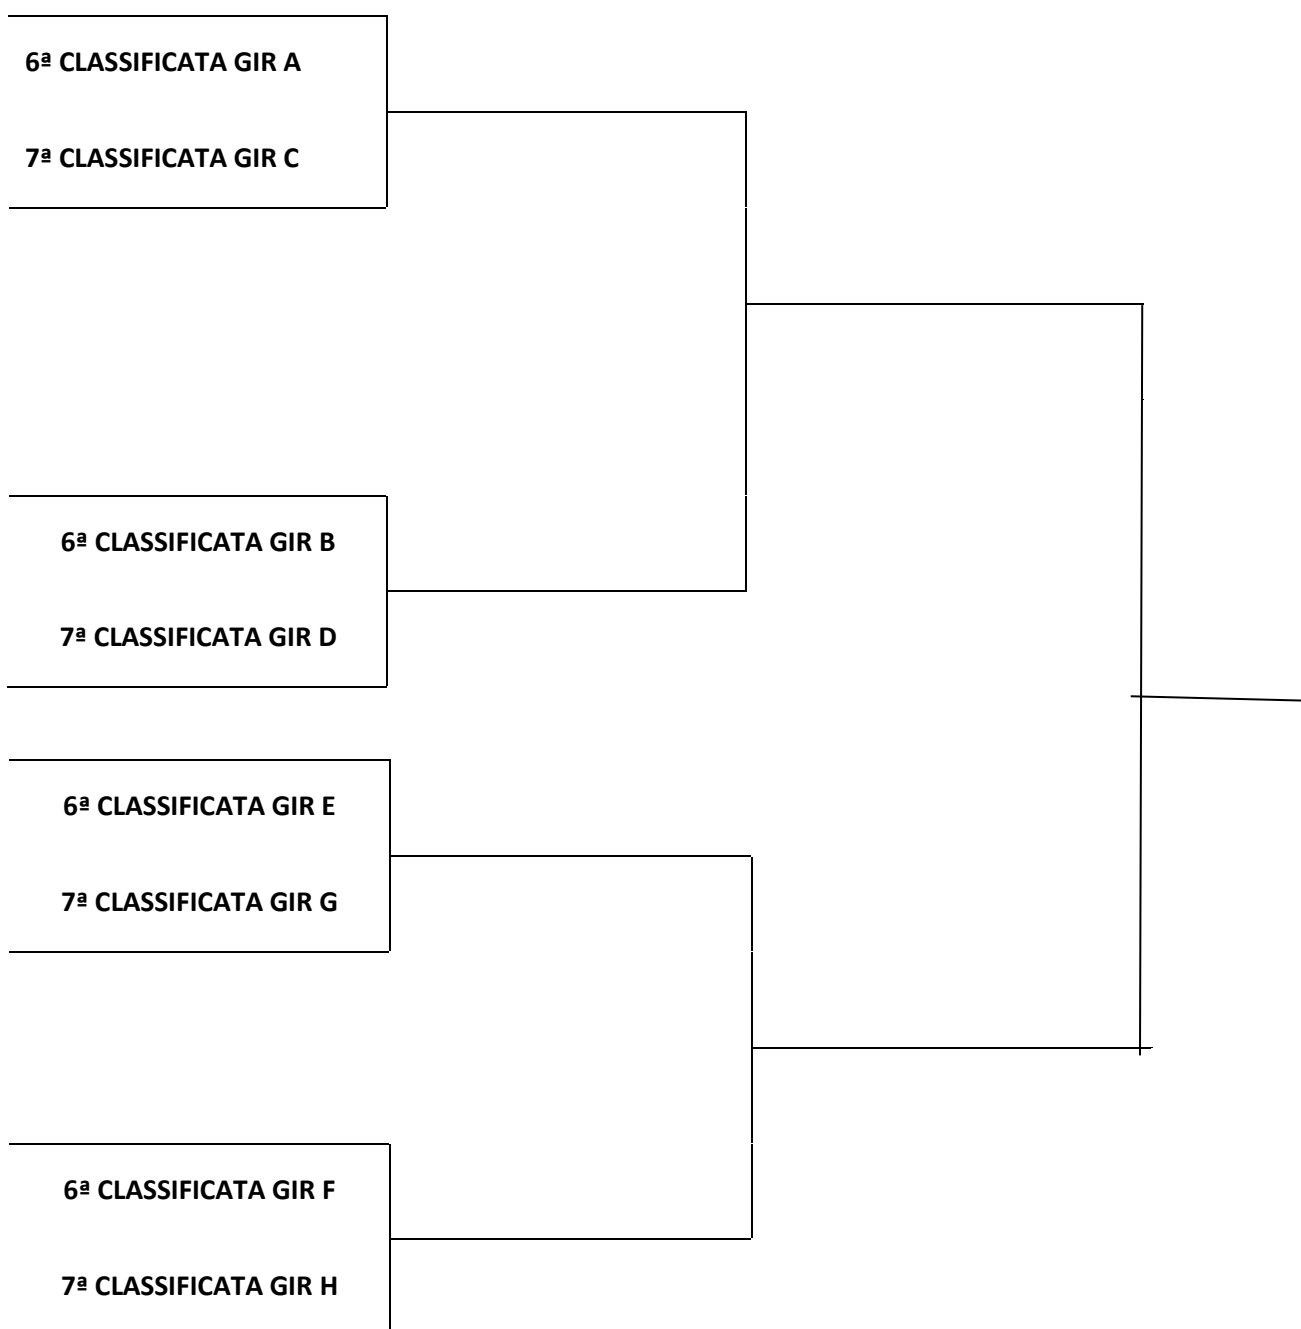 6ª CLASSIFICATA GIR A
7ª CLASSIFICATA GIR C
6ª CLASSIFICATA GIR B
7ª CLASSIFICATA GIR D
6ª CLASSIFICATA GIR E
7ª CLASSIFICATA GIR G
6ª CLASSIFICATA GIR F
7ª CLASSIFICATA GIR H